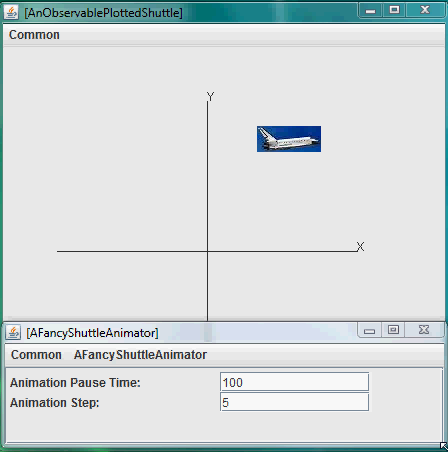 [AnObservablePlottedShuttle]
Common
Y
X
[AFancyShuttleAnimator]
Common AFancyShuttleAnimator
Animation Pause Time: 100
Animation Step: 5